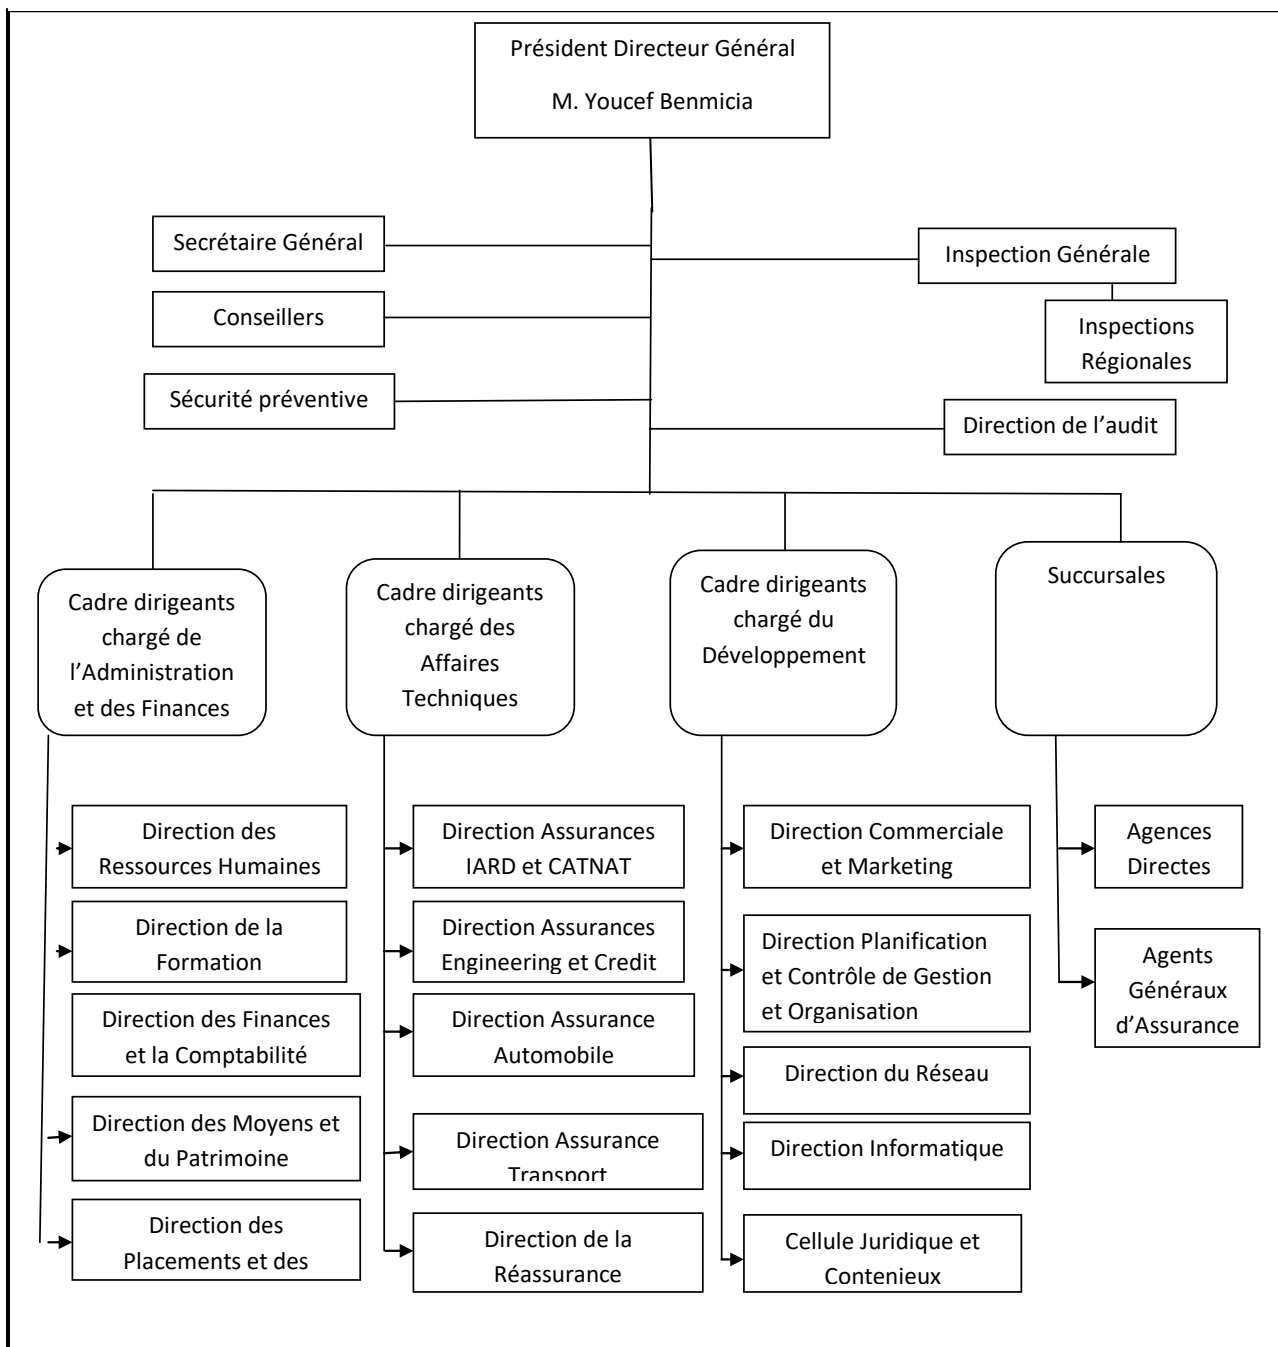 Président Directeur Général
M. Youcef Benmicia
Secrétaire Général
Inspection Générale
Conseillers
Inspections
Régionales
Sécurité préventive
Direction de l’audit
Cadre dirigeants
chargé de
l’Administration
et des Finances
Cadre dirigeants
chargé des
Affaires
Techniques
Cadre dirigeants
chargé du
Développement
Succursales
Direction des
Ressources Humaines
Direction de la
Formation
Direction des Finances
et la Comptabilité
Direction des Moyens et
du Patrimoine
Direction des
Placements et des
Direction Assurances
IARD et CATNAT
Direction Assurances
Engineering et Credit
Direction Assurance
Automobile
Direction Assurance
Transport
Direction de la
Réassurance
Direction Commerciale
et Marketing
Direction Planification
et Contrôle de Gestion
et Organisation
Direction du Réseau
Direction Informatique
Cellule Juridique et
Contenieux
Agences
Directes
Agents
Généraux
d’Assurance